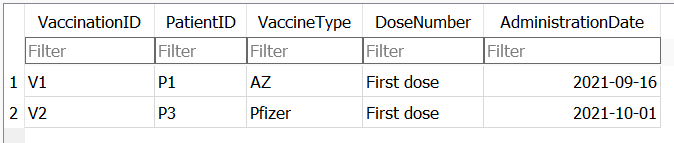 VaccinationID PatientID VaccineType DoseNumber AdministrationDate
Filter Filter Filter Filter Filter
1 V1 P1 AZ First dose 2021-09-16
2 V2 P3 Pfizer First dose 2021-10-01